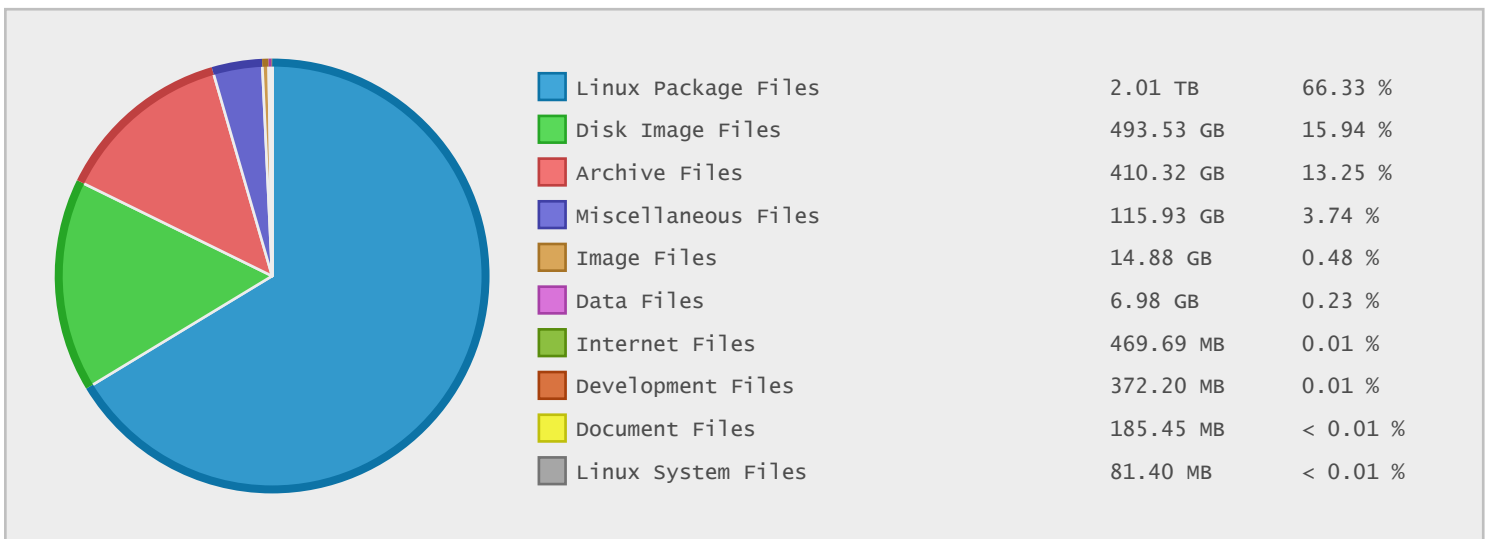 Linux Package Files 2.01 TB 66.33 %
Disk Image Files 493.53 GB 15.94 %
Archive Files 410.32 GB 13.25 %
Miscellaneous Files 115.93 GB 3.74 %
Image Files 14.88 GB 0.48 %
Data Files 6.98 GB 0.23 %
Internet Files 469.69 MB 0.01 %
Development Files 372.20 MB 0.01 %
Document Files 185.45 MB < 0.01 %
Linux System Files 81.40 MB < 0.01 %